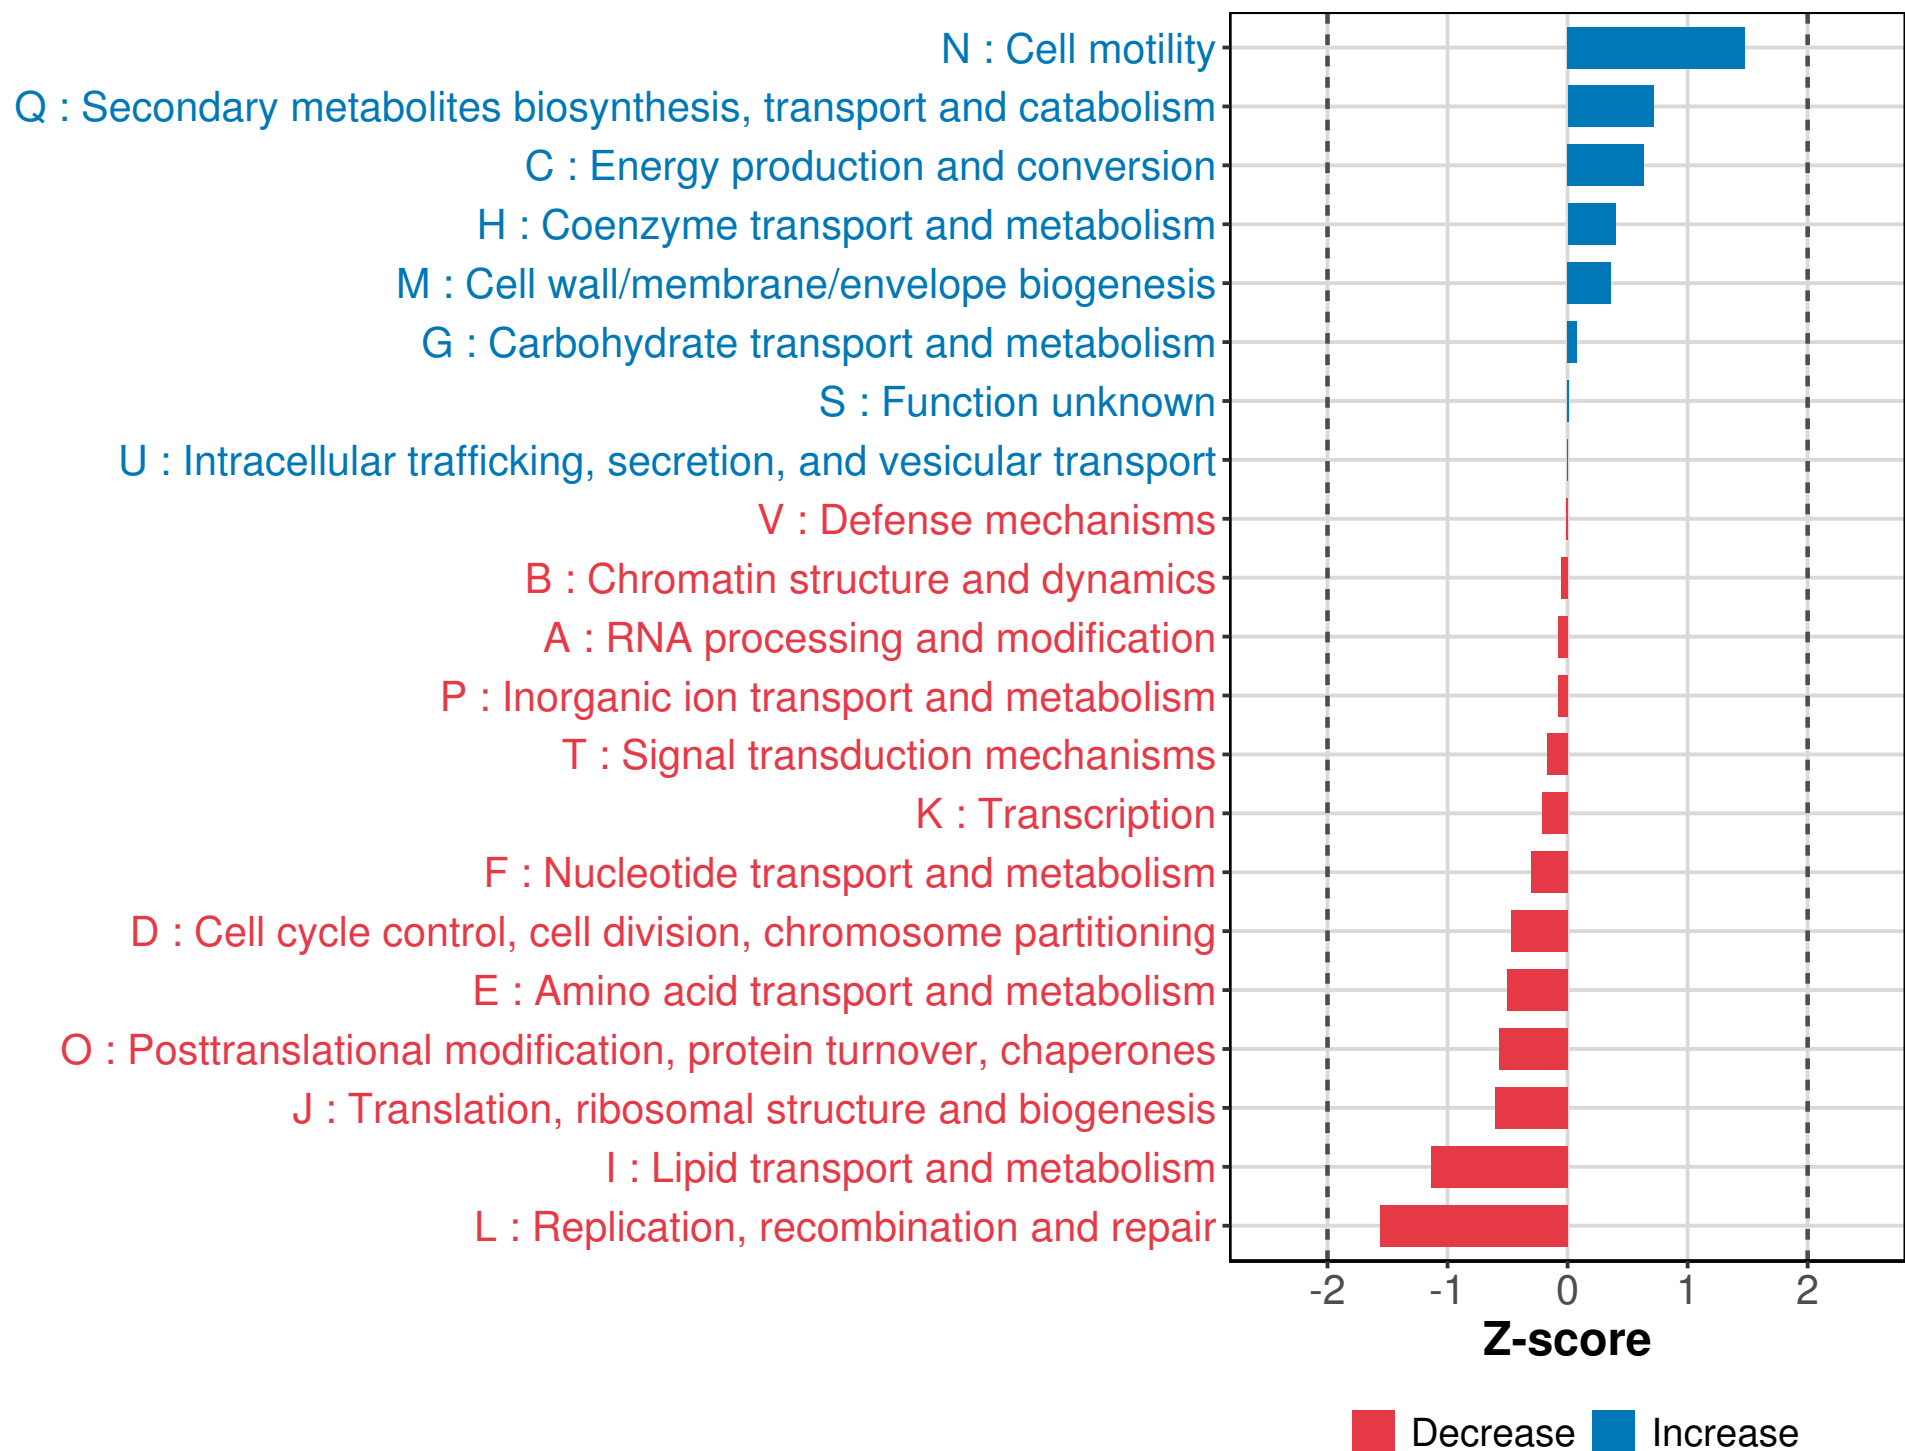 N : Cell motility
Q : Secondary metabolites biosynthesis, transport and catabolism
C : Energy production and conversion
H : Coenzyme transport and metabolism
M : Cell wall/membrane/envelope biogenesis
G : Carbohydrate transport and metabolism
S : Function unknown
U : Intracellular trafficking, secretion, and vesicular transport
V : Defense mechanisms
B : Chromatin structure and dynamics
A : RNA processing and modification
P : Inorganic ion transport and metabolism
T : Signal transduction mechanisms
K : Transcription
F : Nucleotide transport and metabolism
D : Cell cycle control, cell division, chromosome partitioning
E : Amino acid transport and metabolism
O : Posttranslational modification, protein turnover, chaperones
J : Translation, ribosomal structure and biogenesis
I : Lipid transport and metabolism
L : Replication, recombination and repair
-2 -1 0 1 2
Z-score
Decrease Increase